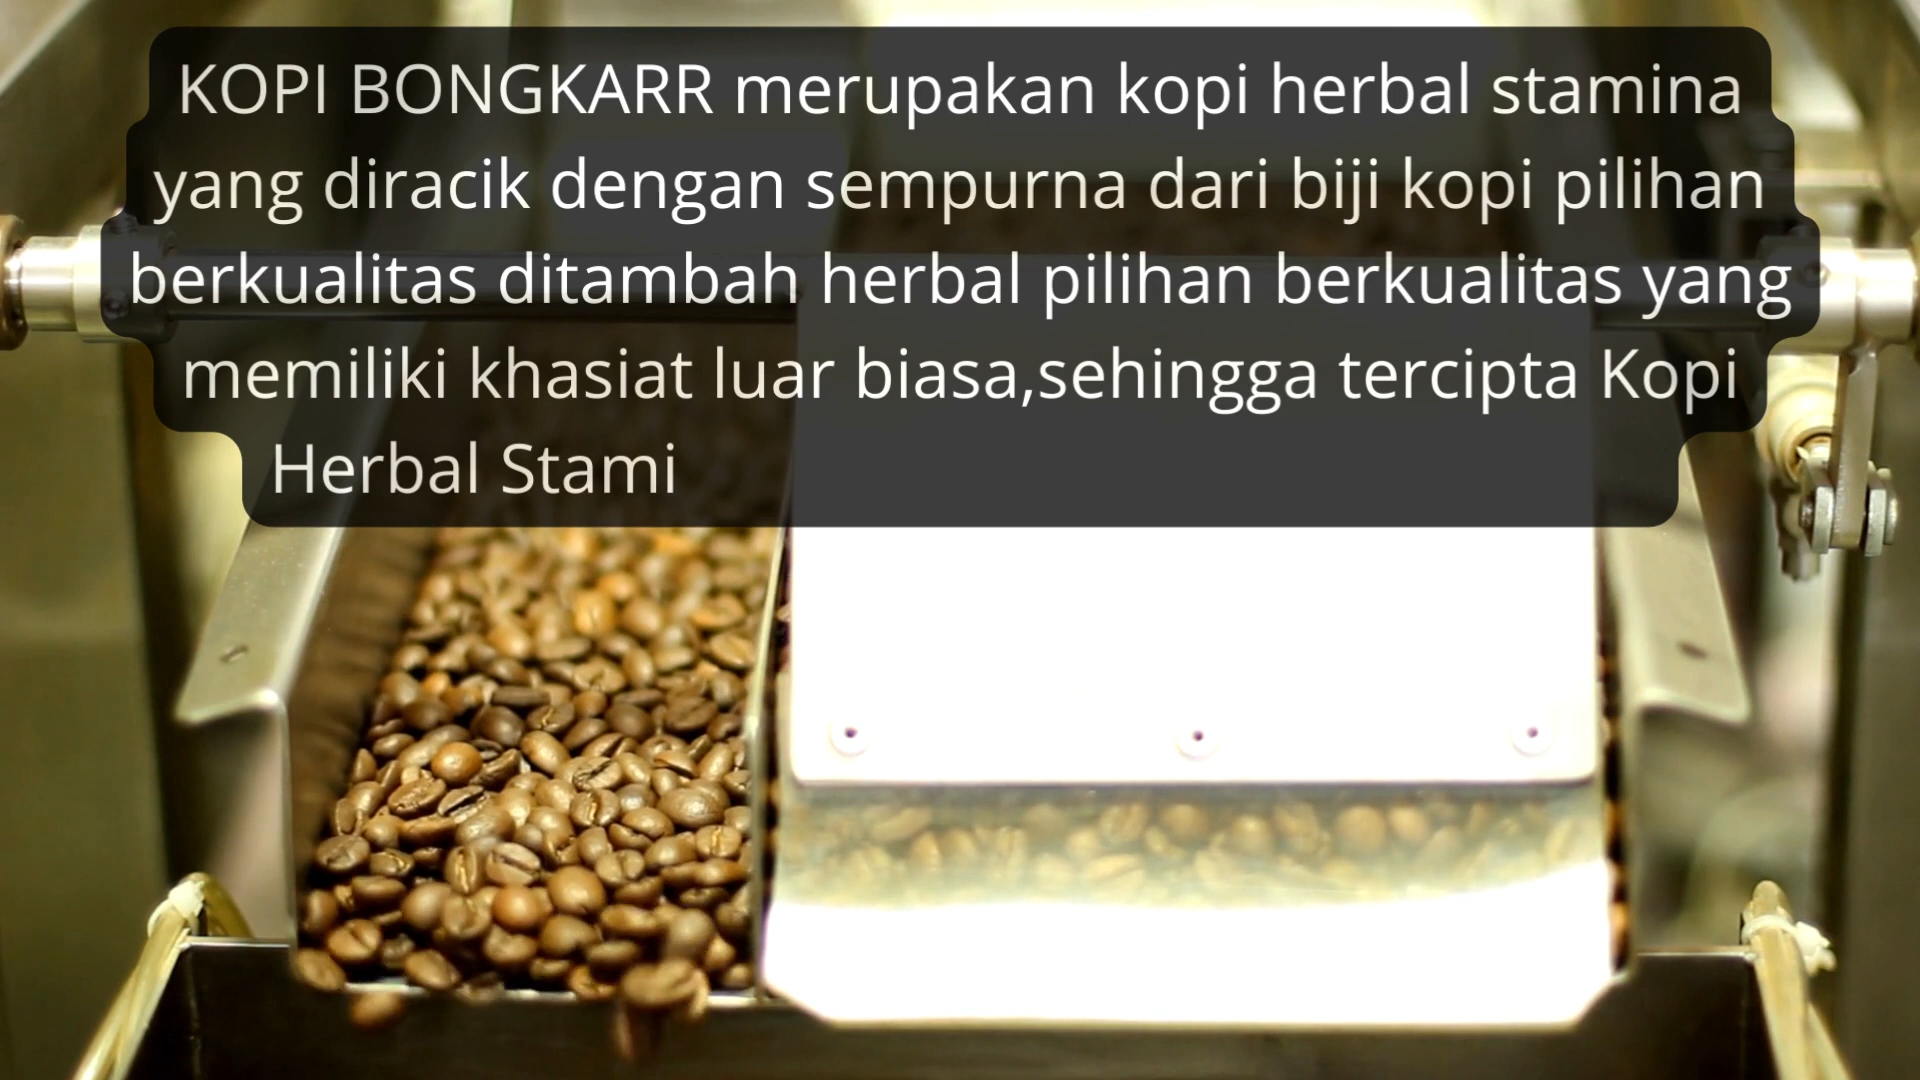 KOPI BONGKARR merupakan kopi herbal stamina
yang diracik dengan sempurna dari biji kopi pilihan
berkualitas ditambah herbal pilihan berkualitas yang
memiliki khasiat luar biasa,sehingga tercipta Kopi
Herbal Stami